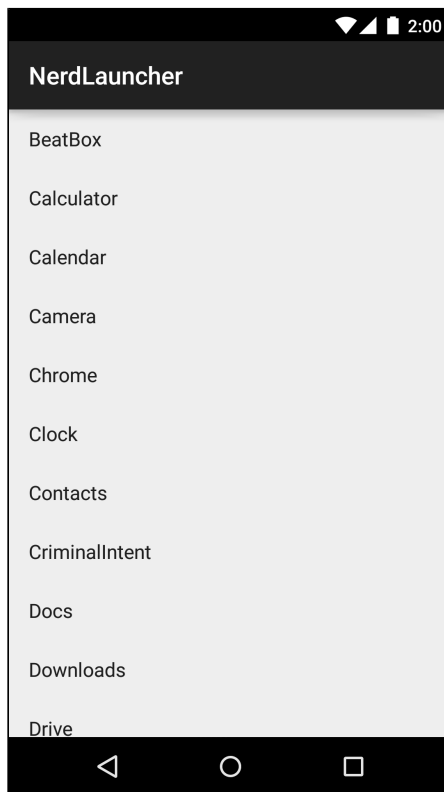 2:00
NerdLauncher
BeatBox
Calculator
Calendar
Camera
Chrome
Clock
Contacts
CriminalIntent
Docs
Downloads
Drive